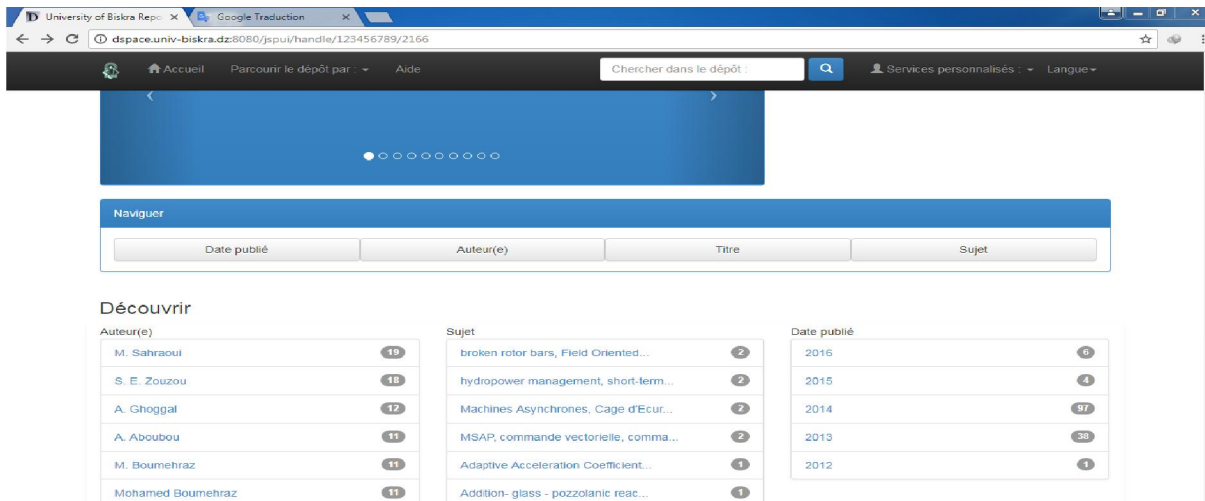 University of Biskra Repo
Google Traduction
dspace.univ-biskra.dz:8080/jspui/handle/123456789/2166
Accueil Parcourir le dépôt par : Aide Chercher dans le dépôt : Services personnalisés : Langue
Naviguer
Date publié Auteur(e) Titre Sujet
Découvrir
Auteur(e)
M. Sahraoui 19
S. E. Zouzou 18
A. Ghoggal 12
A. Aboubou 11
M. Boumehraz 11
Mohamed Boumehraz 11
Sujet
broken rotor bars, Field Oriented... 2
hydropower management, short-term... 2
Machines Asynchrones, Cage d'Ecur... 2
MSAP, commande vectorielle, comma... 2
Adaptive Acceleration Coefficient... 1
Addition- glass - pozzolanic reac... 1
Date publié
2016 6
2015 4
2014 97
2013 38
2012 1